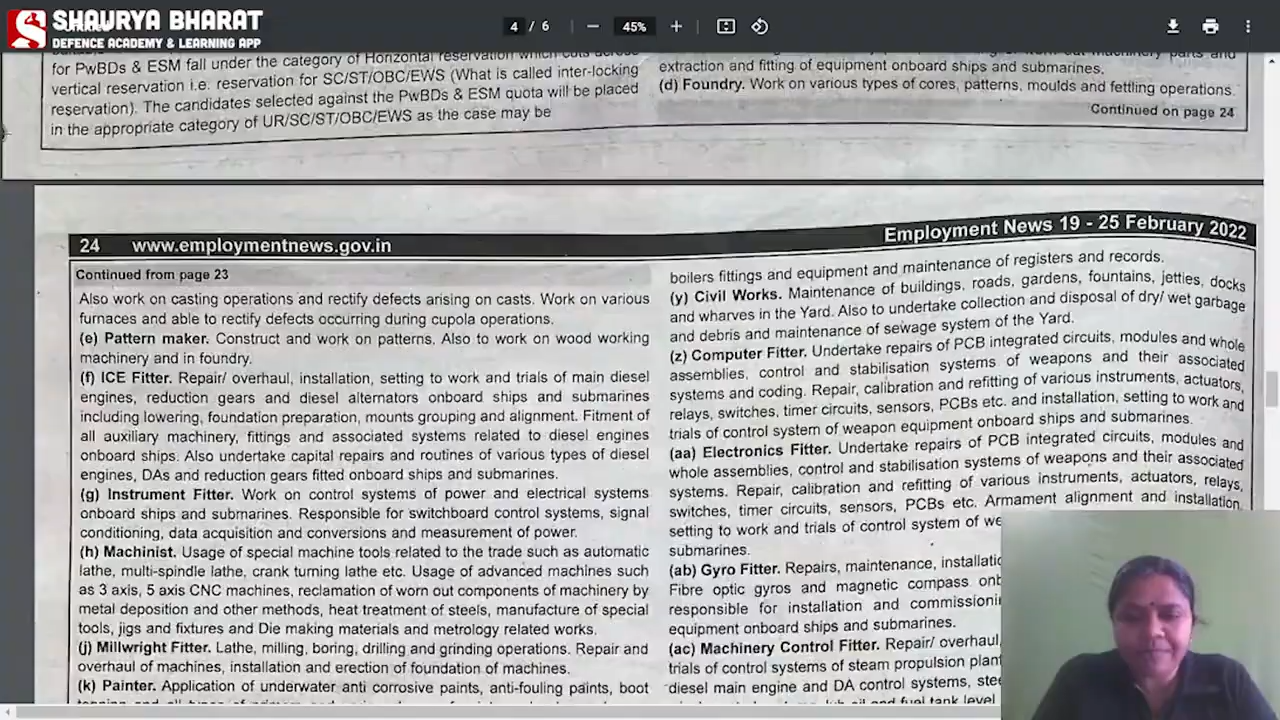 SHAURYA BHARAT
DEFENCE ACADEMY & LEARNING APP
4 / 6
45%
for PwBDs & ESM fall under the category of Horizontal reservation which cuts across
vertical reservation i.e. reservation for SC/ST/OBC/EWS (What is called inter-locking
reservation). The candidates selected against the PwBDs & ESM quota will be placed
in the appropriate category of UR/SC/ST/OBC/EWS as the case may be
extraction and fitting of equipment onboard ships and submarines.
(d) Foundry. Work on various types of cores, patterns, moulds and fettling operations.
Continued on page 24
24 www.employmentnews.gov.in
Employment News 19 - 25 February 2022
Continued from page 23
Also work on casting operations and rectify defects arising on casts. Work on various
furnaces and able to rectify defects occurring during cupola operations.
(e) Pattern maker. Construct and work on patterns. Also to work on wood working
machinery and in foundry.
(f) ICE Fitter. Repair/ overhaul, installation, setting to work and trials of main diesel
engines, reduction gears and diesel alternators onboard ships and submarines
including lowering, foundation preparation, mounts grouping and alignment. Fitment of
all auxiliary machinery, fittings and associated systems related to diesel engines
onboard ships. Also undertake capital repairs and routines of various types of diesel
engines, DAs and reduction gears fitted onboard ships and submarines.
(g) Instrument Fitter. Work on control systems of power and electrical systems
onboard ships and submarines. Responsible for switchboard control systems, signal
conditioning, data acquisition and conversions and measurement of power.
(h) Machinist. Usage of special machine tools related to the trade such as automatic
lathe, multi-spindle lathe, crank turning lathe etc. Usage of advanced machines such
as 3 axis, 5 axis CNC machines, reclamation of worn out components of machinery by
metal deposition and other methods, heat treatment of steels, manufacture of special
tools, jigs and fixtures and Die making materials and metrology related works.
(j) Millwright Fitter. Lathe, milling, boring, drilling and grinding operations. Repair and
overhaul of machines, installation and erection of foundation of machines.
(k) Painter. Application of underwater anti corrosive paints, anti-fouling paints, boot
boilers fittings and equipment and maintenance of registers and records.
(y) Civil Works. Maintenance of buildings, roads, gardens, fountains, jetties, docks
and wharves in the Yard. Also to undertake collection and disposal of dry/ wet garbage
and debris and maintenance of sewage system of the Yard.
(z) Computer Fitter. Undertake repairs of PCB integrated circuits, modules and whole
assemblies, control and stabilisation systems of weapons and their associated
systems and coding. Repair, calibration and refitting of various instruments, actuators,
relays, switches, timer circuits, sensors, PCBs etc. and installation, setting to work and
trials of control system of weapon equipment onboard ships and submarines.
(aa) Electronics Fitter. Undertake repairs of PCB integrated circuits, modules and
whole assemblies, control and stabilisation systems of weapons and their associated
systems. Repair, calibration and refitting of various instruments, actuators, relays,
switches, timer circuits, sensors, PCBs etc. Armament alignment and installation,
setting to work and trials of control system of we
submarines.
(ab) Gyro Fitter. Repairs, maintenance, installatio
Fibre optic gyros and magnetic compass onb
responsible for installation and commissioni
equipment onboard ships and submarines.
(ac) Machinery Control Fitter. Repair/ overhaul,
trials of control systems of steam propulsion plan
diesel main engine and DA control systems, stee
lub oil and fuel tank level